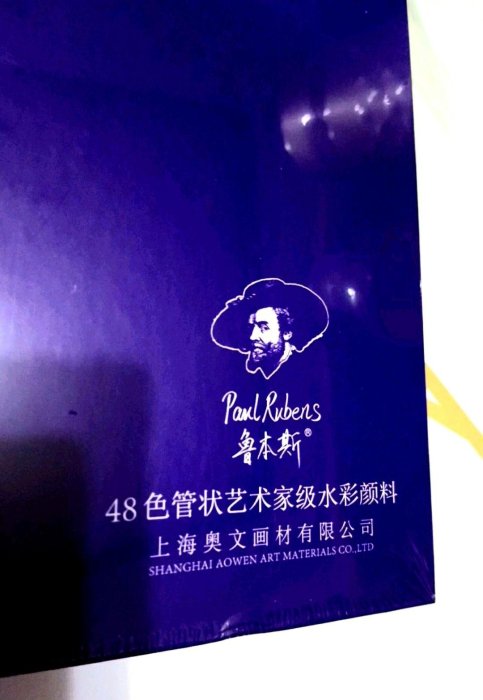 Paul Rubens
鲁本斯®
48色管状艺术家级水彩颜料
上海奥文画材有限公司
SHANGHAI AOWEN ART MATERIALS CO.,LTD